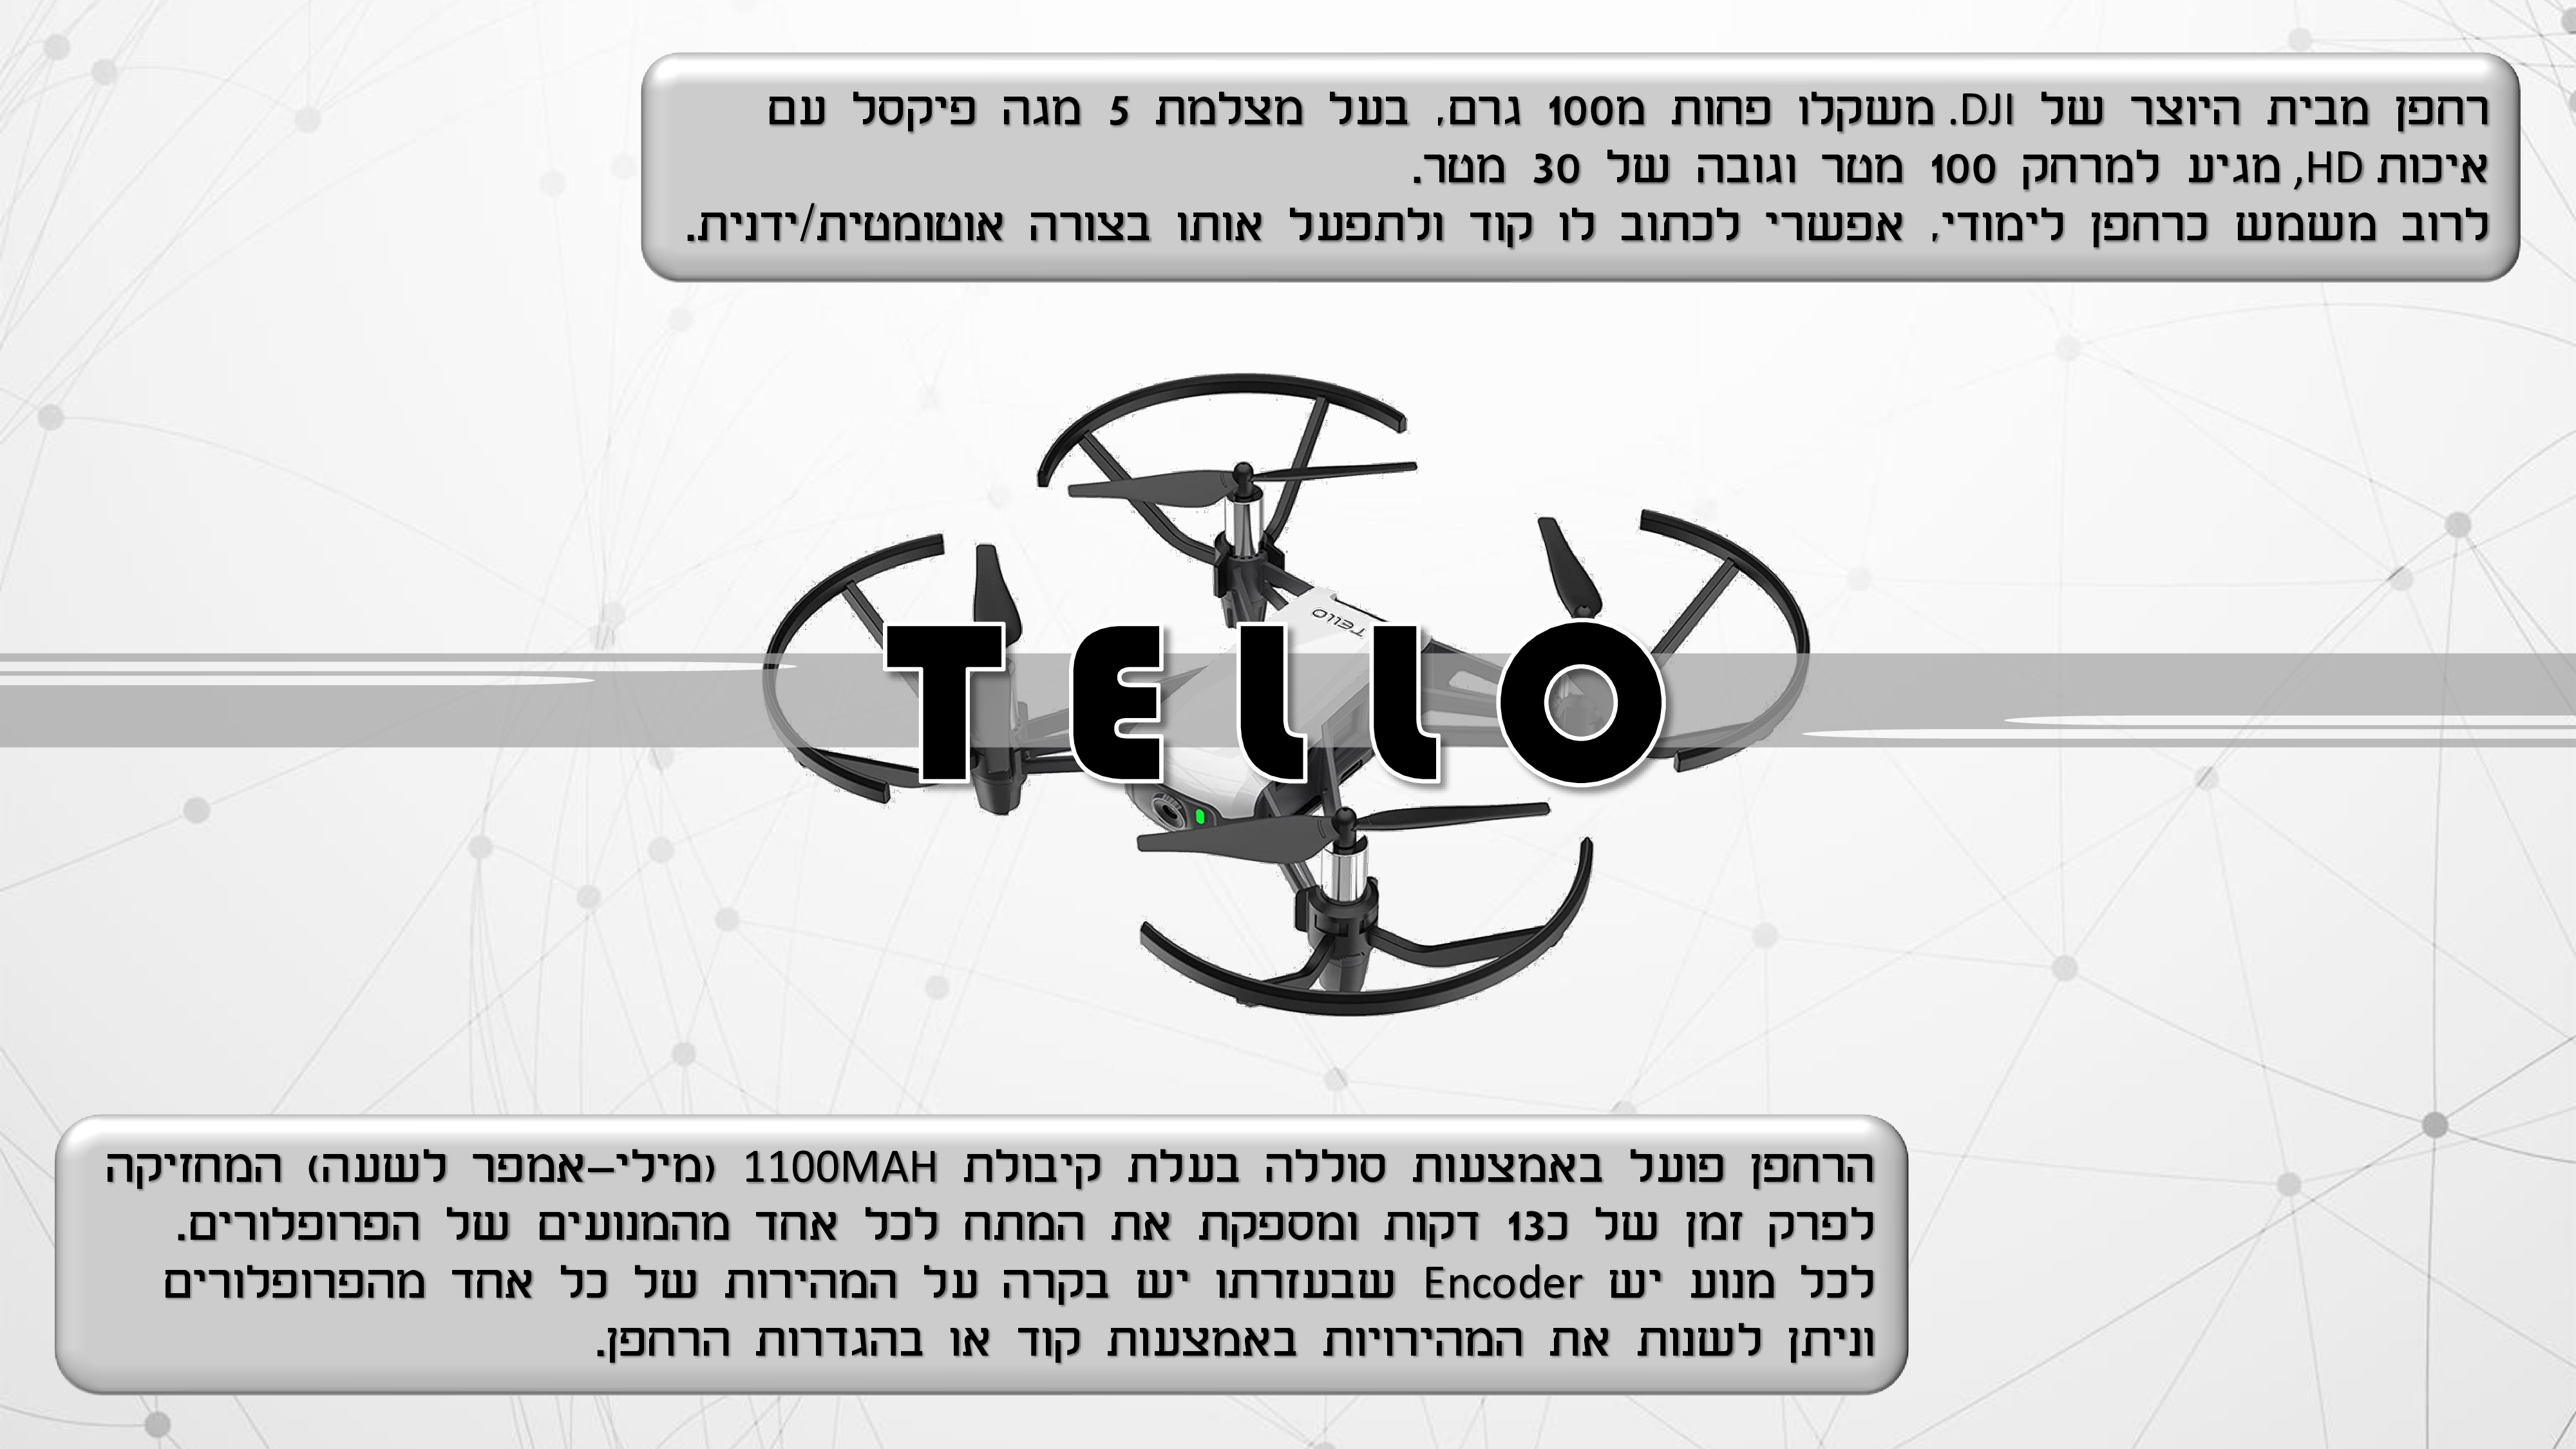 רחפן מבית היוצר של DJI. משקלו פחות מ100 גרם, בעל מצלמת 5 מגה פיקסל עם
איכות HD, מגיע למרחק 100 מטר וגובה של 30 מטר.
לרוב משמש כרחפן לימודי, אפשרי לכתוב לו קוד ולתפעל אותו בצורה אוטומטית/ידנית.
TELLO
TELLO
הרחפן פועל באמצעות סוללה בעלת קיבולת 1100MAH (מילי-אמפר לשעה) המחזיקה
לפרק זמן של כ13 דקות ומספקת את המתח לכל אחד מהמנועים של הפרופלורים.
לכל מנוע יש Encoder שבעזרתו יש בקרה על המהירות של כל אחד מהפרופלורים
וניתן לשנות את המהירויות באמצעות קוד או בהגדרות הרחפן.